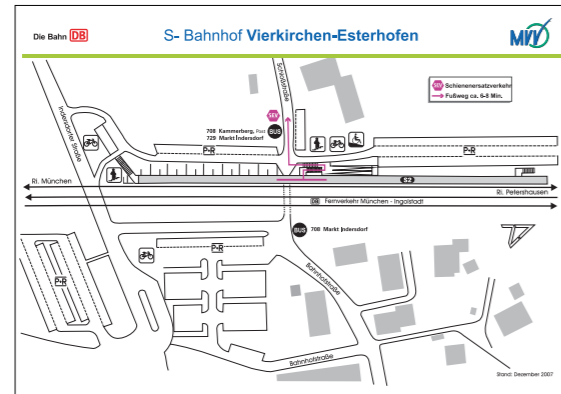 Die Bahn DB
S- Bahnhof Vierkirchen-Esterhofen
MVV
SEV Schienenersatzverkehr
Fußweg ca. 6-8 Min.
Indersdorfer Straße
Schloßstraße
SEV
708 Kammerberg, Post
729 Markt Indersdorf
BUS
P+R
P+R
P+R
Ri. München
S2
Ri. Petershausen
DB Fernverkehr München - Ingolstadt
BUS 708 Markt Indersdorf
P+R
P+R
Bahnhofstraße
Bahnhofstraße
Stand: Dezember 2007